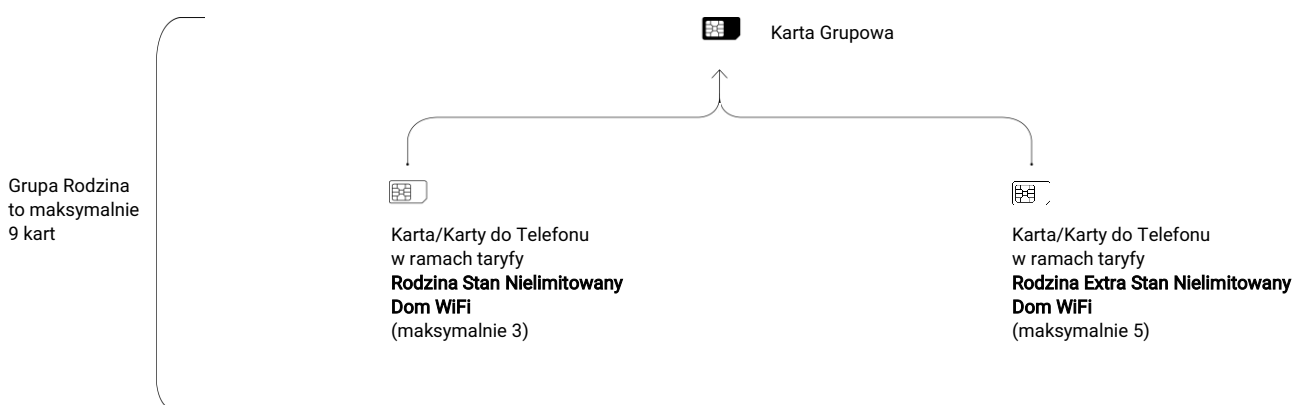 Karta Grupowa
Grupa Rodzina
to maksymalnie
9 kart
Karta/Karty do Telefonu
w ramach taryfy
Rodzina Stan Nielimitowany
Dom WiFi
(maksymalnie 3)
Karta/Karty do Telefonu
w ramach taryfy
Rodzina Extra Stan Nielimitowany
Dom WiFi
(maksymalnie 5)